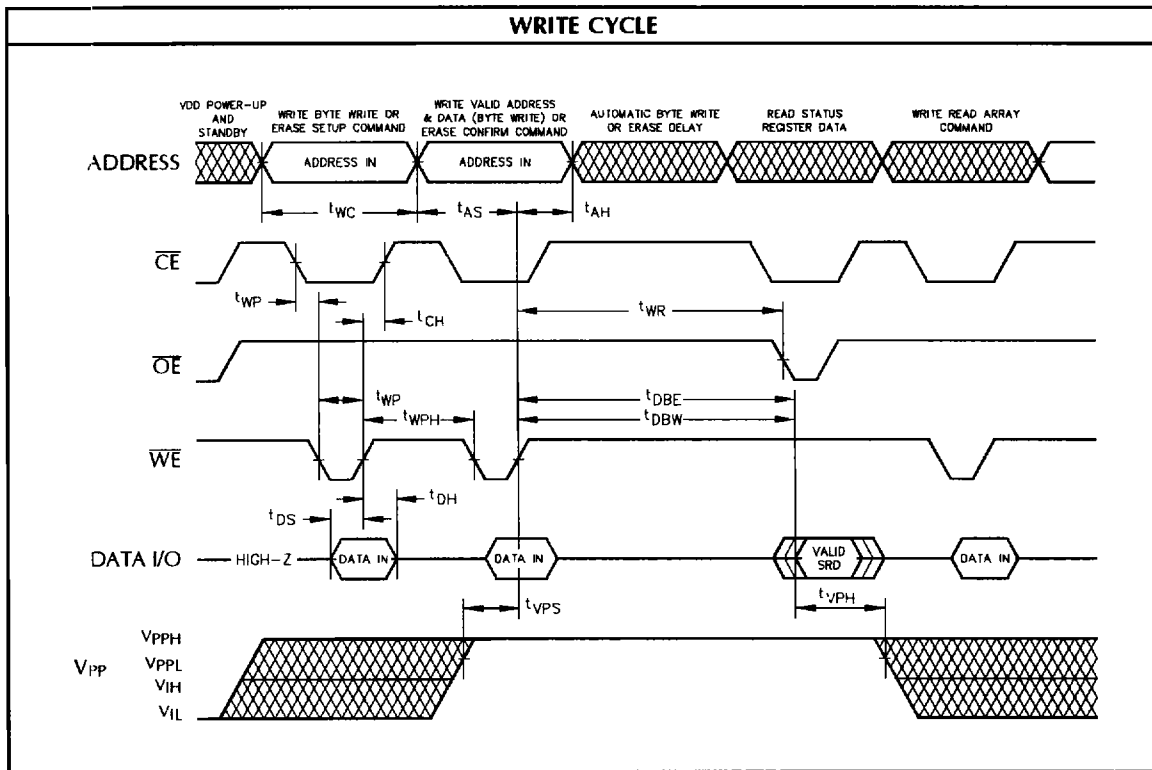 WRITE CYCLE
VDD POWER-UP
AND
STANDBY
WRITE BYTE WRITE OR
ERASE SETUP COMMAND
WRITE VALID ADDRESS
& DATA (BYTE WRITE) OR
ERASE CONFIRM COMMAND
AUTOMATIC BYTE WRITE
OR ERASE DELAY
READ STATUS
REGISTER DATA
WRITE READ ARRAY
COMMAND
ADDRESS
ADDRESS IN
ADDRESS IN
tWC
tAS
tAH
CE
tWP
tCH
tWR
OE
tWP
tWPH
tDBE
tDBW
WE
tDS
tDH
DATA I/O
HIGH-Z
DATA IN
DATA IN
VALID
SRD
DATA IN
tVPS
tVPH
VPP
VPPH
VPPL
VIH
VIL